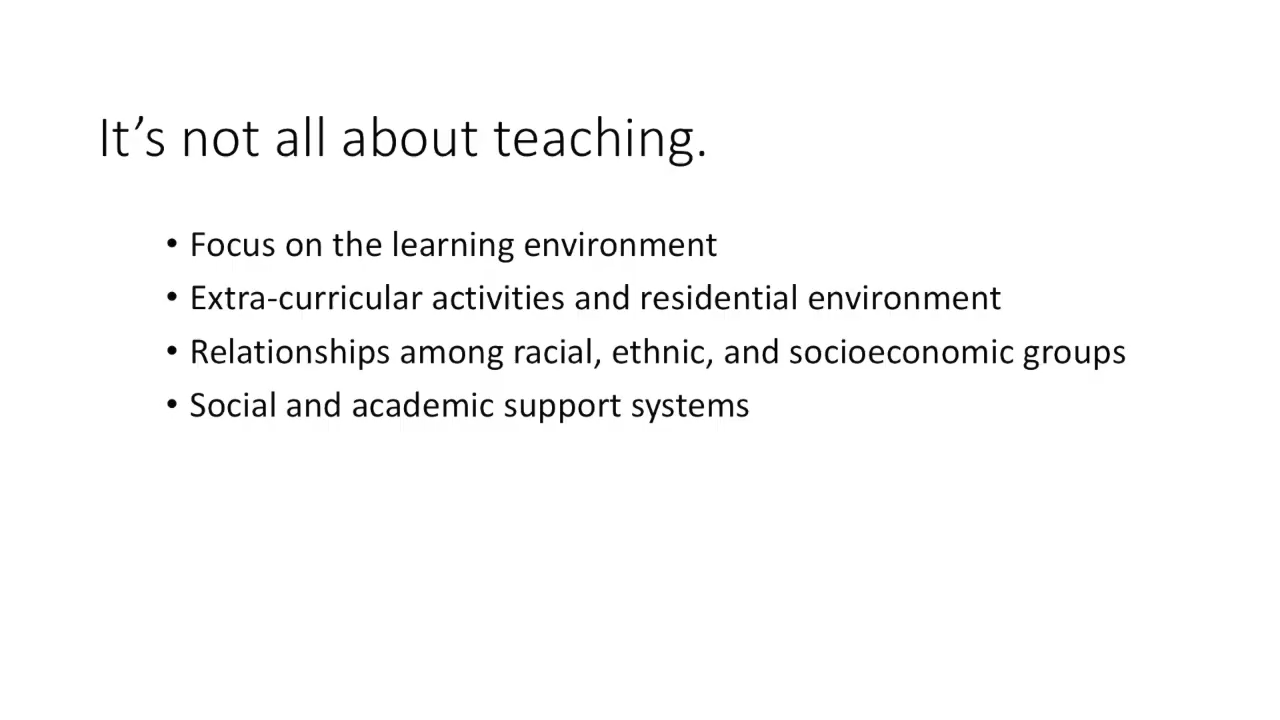 It’s not all about teaching.
• Focus on the learning environment
• Extra-curricular activities and residential environment
• Relationships among racial, ethnic, and socioeconomic groups
• Social and academic support systems